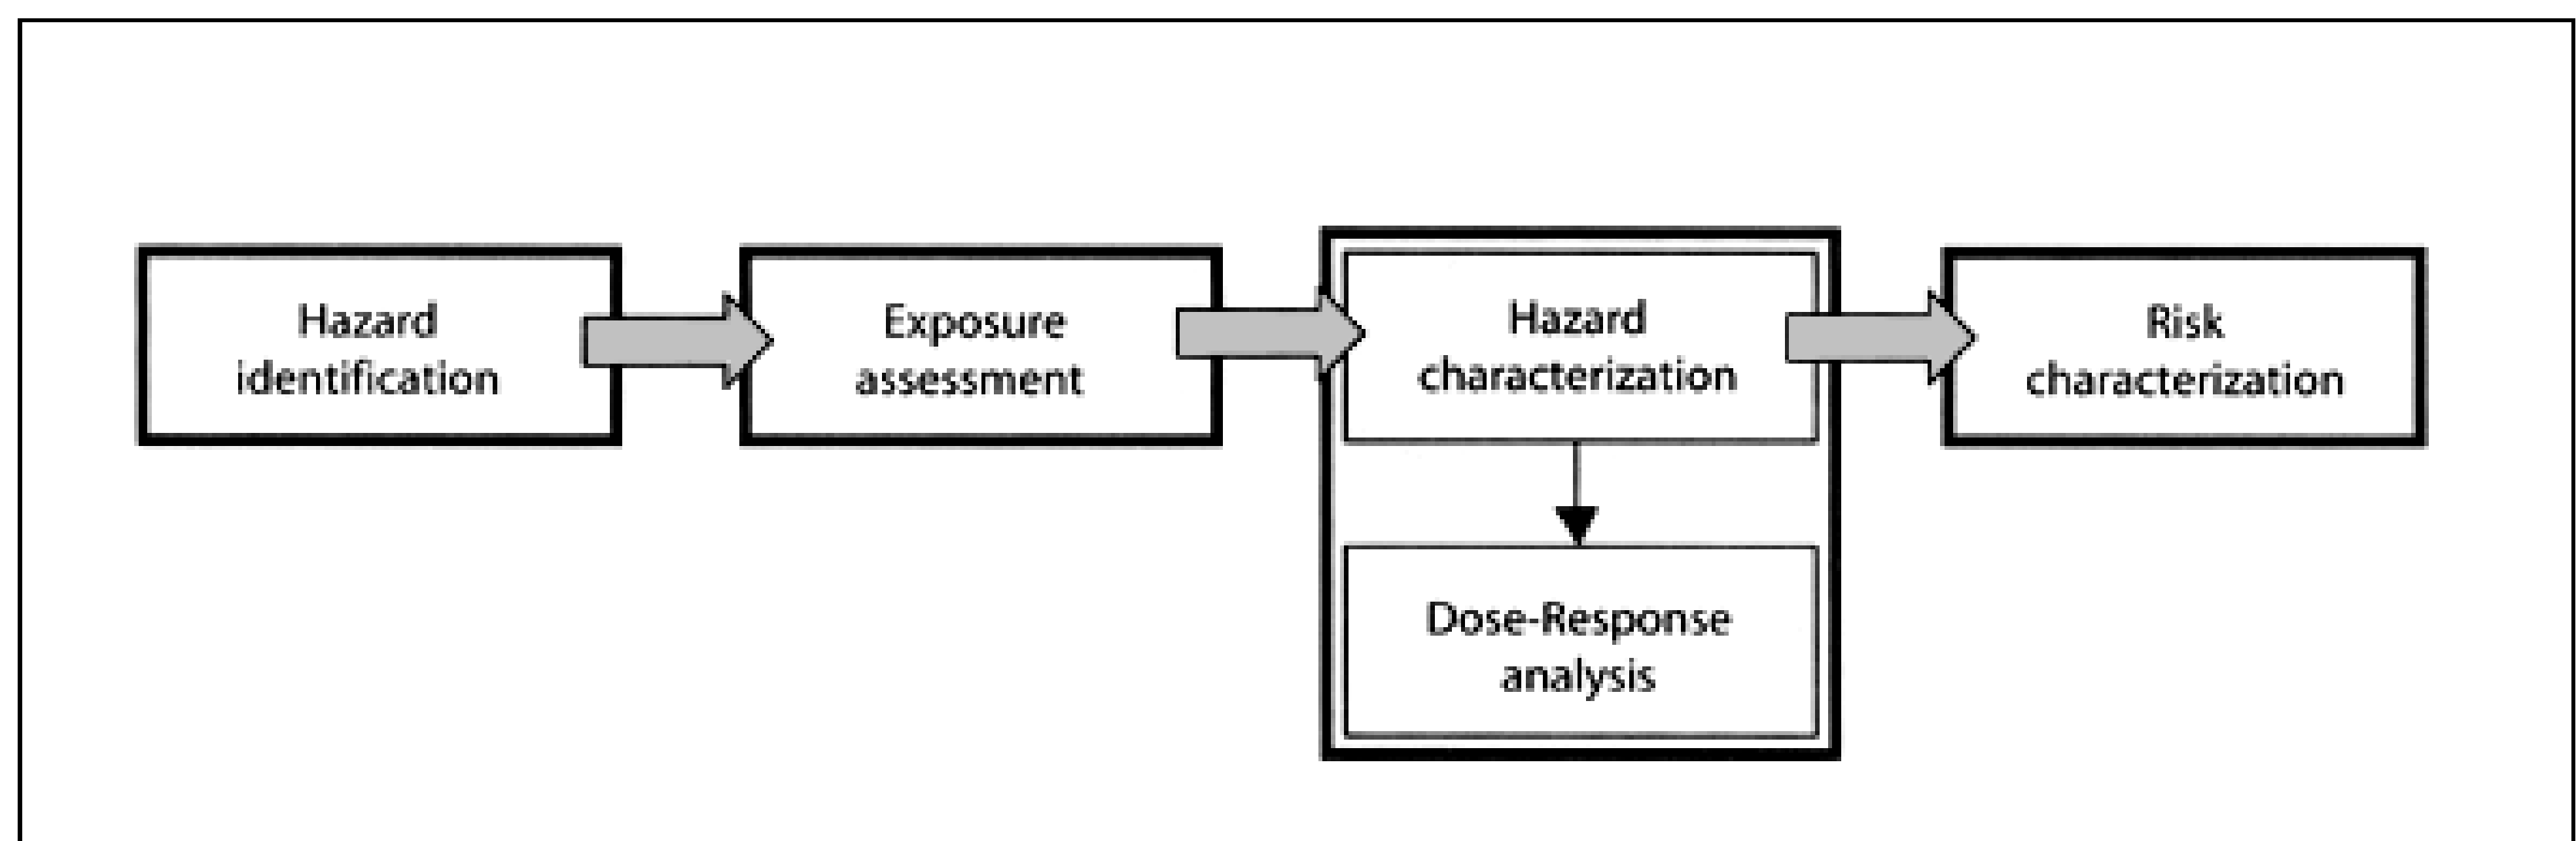 Hazard
identification
Exposure
assessment
Hazard
characterization
Dose-Response
analysis
Risk
characterization